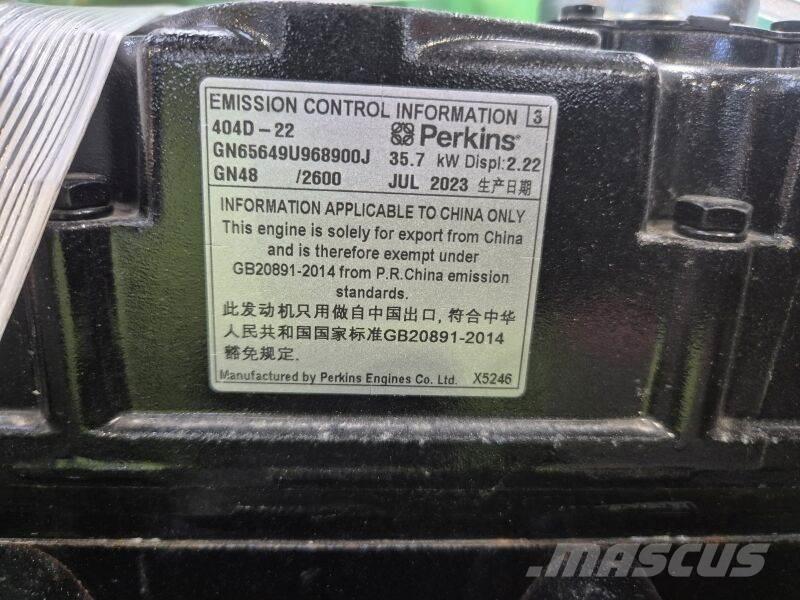 EMISSION CONTROL INFORMATION 3
404D-22 Perkins®
GN65649U968900J 35.7 kW Displ:2.22
GN48 /2600 JUL 2023 生产日期
INFORMATION APPLICABLE TO CHINA ONLY
This engine is solely for export from China
and is therefore exempt under
GB20891-2014 from P.R.China emission
standards.
此发动机只用做自中国出口, 符合中华
人民共和国国家标准GB20891-2014
豁免规定.
Manufactured by Perkins Engines Co. Ltd. X5246
MASCUS